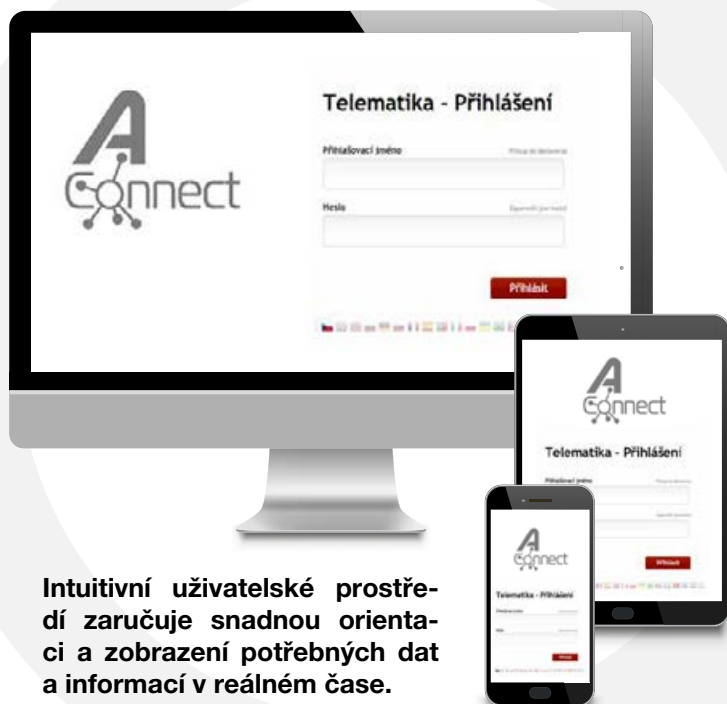 A
Connect
Telematika - Přihlášení
Přihlašovací jméno
Heslo
Přihlásit
A
Connect
Telematika - Přihlášení
Přihlašovací jméno
Přihlásit
A
Connect
Telematika - Přihlášení
Intuitivní uživatelské prostře-
dí zaručuje snadnou orienta-
ci a zobrazení potřebných dat
a informací v reálném čase.